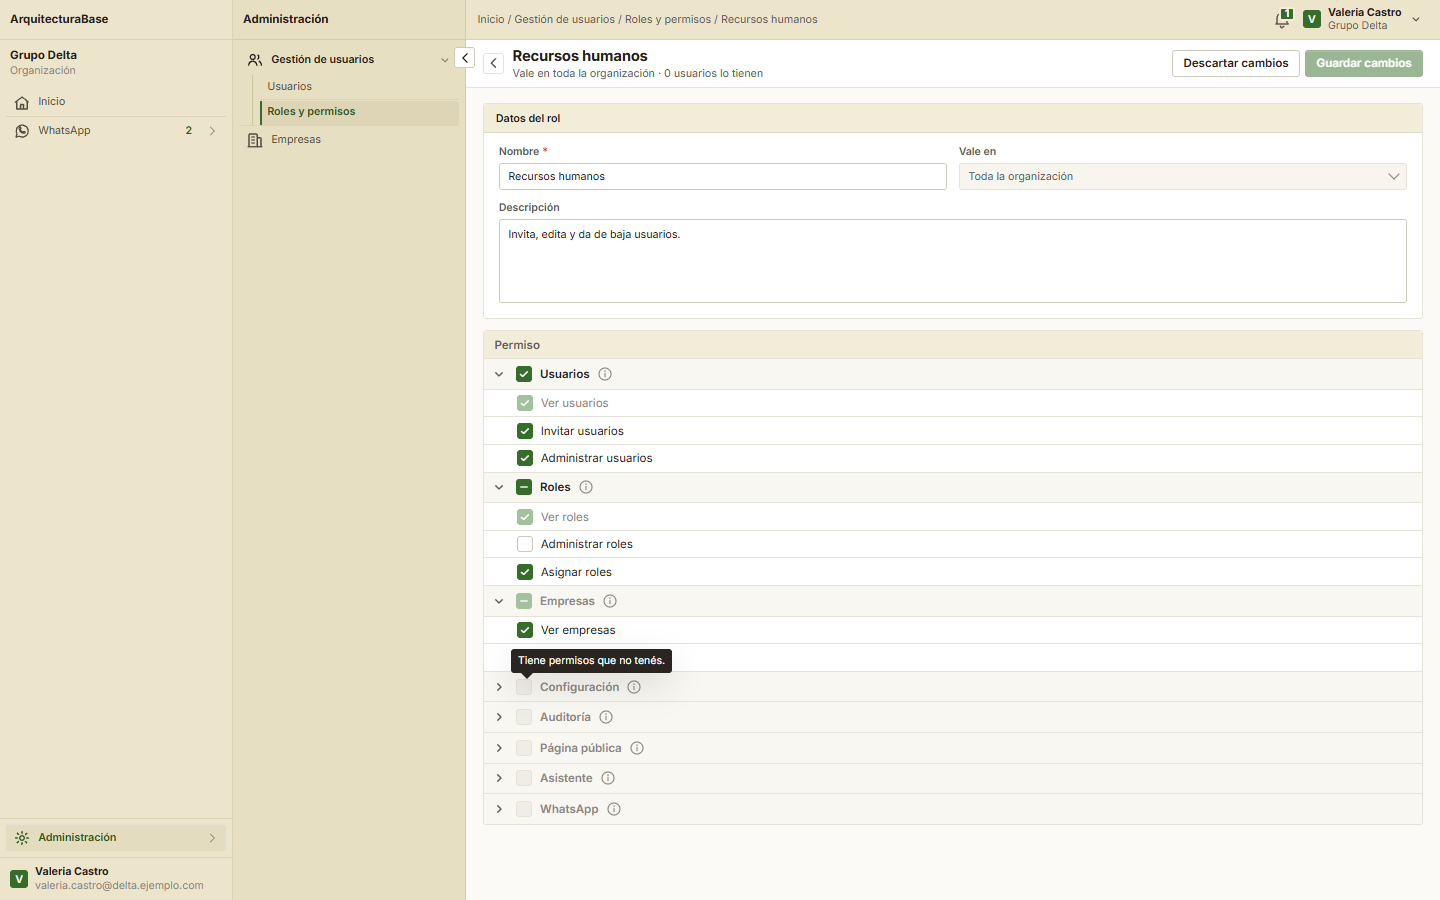 ArquitecturaBase
Grupo Delta
Organización
Inicio
WhatsApp 2
Administración
Valeria Castro
valeria.castro@delta.ejemplo.com
Administración
Gestión de usuarios
Usuarios
Roles y permisos
Empresas
Inicio / Gestión de usuarios / Roles y permisos / Recursos humanos
1
V
Valeria Castro
Grupo Delta
Recursos humanos
Vale en toda la organización · 0 usuarios lo tienen
Descartar cambios
Guardar cambios
Datos del rol
Nombre *
Recursos humanos
Vale en
Toda la organización
Descripción
Invita, edita y da de baja usuarios.
Permiso
Usuarios
Ver usuarios
Invitar usuarios
Administrar usuarios
Roles
Ver roles
Administrar roles
Asignar roles
Empresas
Ver empresas
Tiene permisos que no tenés.
Configuración
Auditoría
Página pública
Asistente
WhatsApp
V